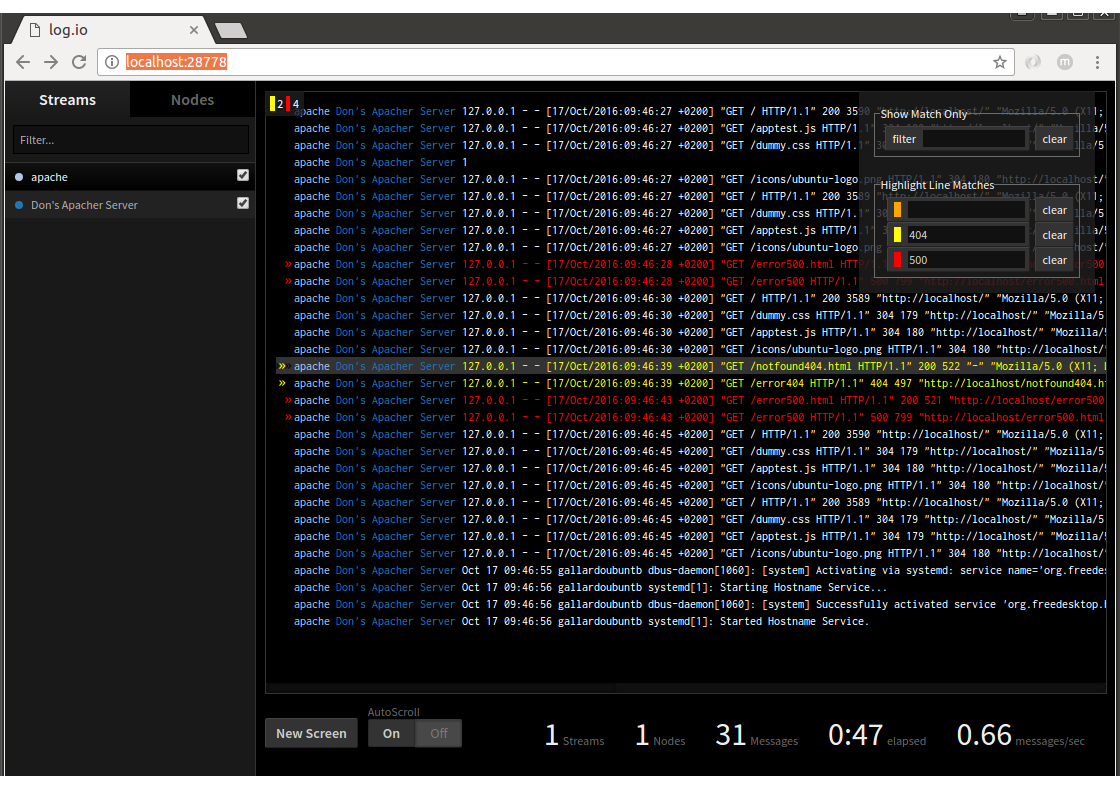 log.io
localhost:28778
Streams Nodes
Filter...
apache
Don's Apacher Server
2 4
Show Match Only
filter clear
Highlight Line Matches
clear
404 clear
500 clear
apache Don's Apacher Server 127.0.0.1 - - [17/Oct/2016:09:46:27 +0200] "GET / HTTP/1.1" 200 3590 "http://localhost/" "Mozilla/5.0 (X11;
apache Don's Apacher Server 127.0.0.1 - - [17/Oct/2016:09:46:27 +0200] "GET /apptest.js HTTP/1.1"
apache Don's Apacher Server 127.0.0.1 - - [17/Oct/2016:09:46:27 +0200] "GET /dummy.css HTTP/1.1"
apache Don's Apacher Server 1
apache Don's Apacher Server 127.0.0.1 - - [17/Oct/2016:09:46:27 +0200] "GET /icons/ubuntu-logo.png HTTP/1.1" 304 180 "http://localhost/
apache Don's Apacher Server 127.0.0.1 - - [17/Oct/2016:09:46:27 +0200] "GET / HTTP/1.1" 200 3589
apache Don's Apacher Server 127.0.0.1 - - [17/Oct/2016:09:46:27 +0200] "GET /dummy.css HTTP/1.1"
apache Don's Apacher Server 127.0.0.1 - - [17/Oct/2016:09:46:27 +0200] "GET /apptest.js HTTP/1.1"
apache Don's Apacher Server 127.0.0.1 - - [17/Oct/2016:09:46:27 +0200] "GET /icons/ubuntu-logo.png
» apache Don's Apacher Server 127.0.0.1 - - [17/Oct/2016:09:46:28 +0200] "GET /error500.html
» apache Don's Apacher Server 127.0.0.1 - - [17/Oct/2016:09:46:28 +0200] "GET /error500 HTTP/1.1" 500 799 "http://localhost/error500.html
apache Don's Apacher Server 127.0.0.1 - - [17/Oct/2016:09:46:30 +0200] "GET / HTTP/1.1" 200 3589 "http://localhost/" "Mozilla/5.0 (X11;
apache Don's Apacher Server 127.0.0.1 - - [17/Oct/2016:09:46:30 +0200] "GET /dummy.css HTTP/1.1" 304 179 "http://localhost/" "Mozilla/5
apache Don's Apacher Server 127.0.0.1 - - [17/Oct/2016:09:46:30 +0200] "GET /apptest.js HTTP/1.1" 304 180 "http://localhost/" "Mozilla/
apache Don's Apacher Server 127.0.0.1 - - [17/Oct/2016:09:46:30 +0200] "GET /icons/ubuntu-logo.png HTTP/1.1" 304 180 "http://localhost/
» apache Don's Apacher Server 127.0.0.1 - - [17/Oct/2016:09:46:39 +0200] "GET /notfound404.html HTTP/1.1" 200 522 "-" "Mozilla/5.0 (X11;
» apache Don's Apacher Server 127.0.0.1 - - [17/Oct/2016:09:46:39 +0200] "GET /error404 HTTP/1.1" 404 497 "http://localhost/notfound404.h
» apache Don's Apacher Server 127.0.0.1 - - [17/Oct/2016:09:46:43 +0200] "GET /error500.html HTTP/1.1" 200 521 "http://localhost/error500
» apache Don's Apacher Server 127.0.0.1 - - [17/Oct/2016:09:46:43 +0200] "GET /error500 HTTP/1.1" 500 799 "http://localhost/error500.html
apache Don's Apacher Server 127.0.0.1 - - [17/Oct/2016:09:46:45 +0200] "GET / HTTP/1.1" 200 3590 "http://localhost/" "Mozilla/5.0 (X11;
apache Don's Apacher Server 127.0.0.1 - - [17/Oct/2016:09:46:45 +0200] "GET /dummy.css HTTP/1.1" 304 179 "http://localhost/" "Mozilla/5
apache Don's Apacher Server 127.0.0.1 - - [17/Oct/2016:09:46:45 +0200] "GET /apptest.js HTTP/1.1" 304 180 "http://localhost/" "Mozilla/
apache Don's Apacher Server 127.0.0.1 - - [17/Oct/2016:09:46:45 +0200] "GET /icons/ubuntu-logo.png HTTP/1.1" 304 180 "http://localhost/
apache Don's Apacher Server 127.0.0.1 - - [17/Oct/2016:09:46:45 +0200] "GET / HTTP/1.1" 200 3589 "http://localhost/" "Mozilla/5.0 (X11;
apache Don's Apacher Server 127.0.0.1 - - [17/Oct/2016:09:46:45 +0200] "GET /dummy.css HTTP/1.1" 304 179 "http://localhost/" "Mozilla/5
apache Don's Apacher Server 127.0.0.1 - - [17/Oct/2016:09:46:45 +0200] "GET /apptest.js HTTP/1.1" 304 179 "http://localhost/" "Mozilla/
apache Don's Apacher Server 127.0.0.1 - - [17/Oct/2016:09:46:45 +0200] "GET /icons/ubuntu-logo.png HTTP/1.1" 304 180 "http://localhost/
apache Don's Apacher Server Oct 17 09:46:55 gallardoubuntb dbus-daemon[1060]: [system] Activating via systemd: service name='org.freedes
apache Don's Apacher Server Oct 17 09:46:56 gallardoubuntb systemd[1]: Starting Hostname Service...
apache Don's Apacher Server Oct 17 09:46:56 gallardoubuntb dbus-daemon[1060]: [system] Successfully activated service 'org.freedesktop.
apache Don's Apacher Server Oct 17 09:46:56 gallardoubuntb systemd[1]: Started Hostname Service.
AutoScroll
New Screen On Off 1 Streams 1 Nodes 31 Messages 0:47 elapsed 0.66 messages/sec